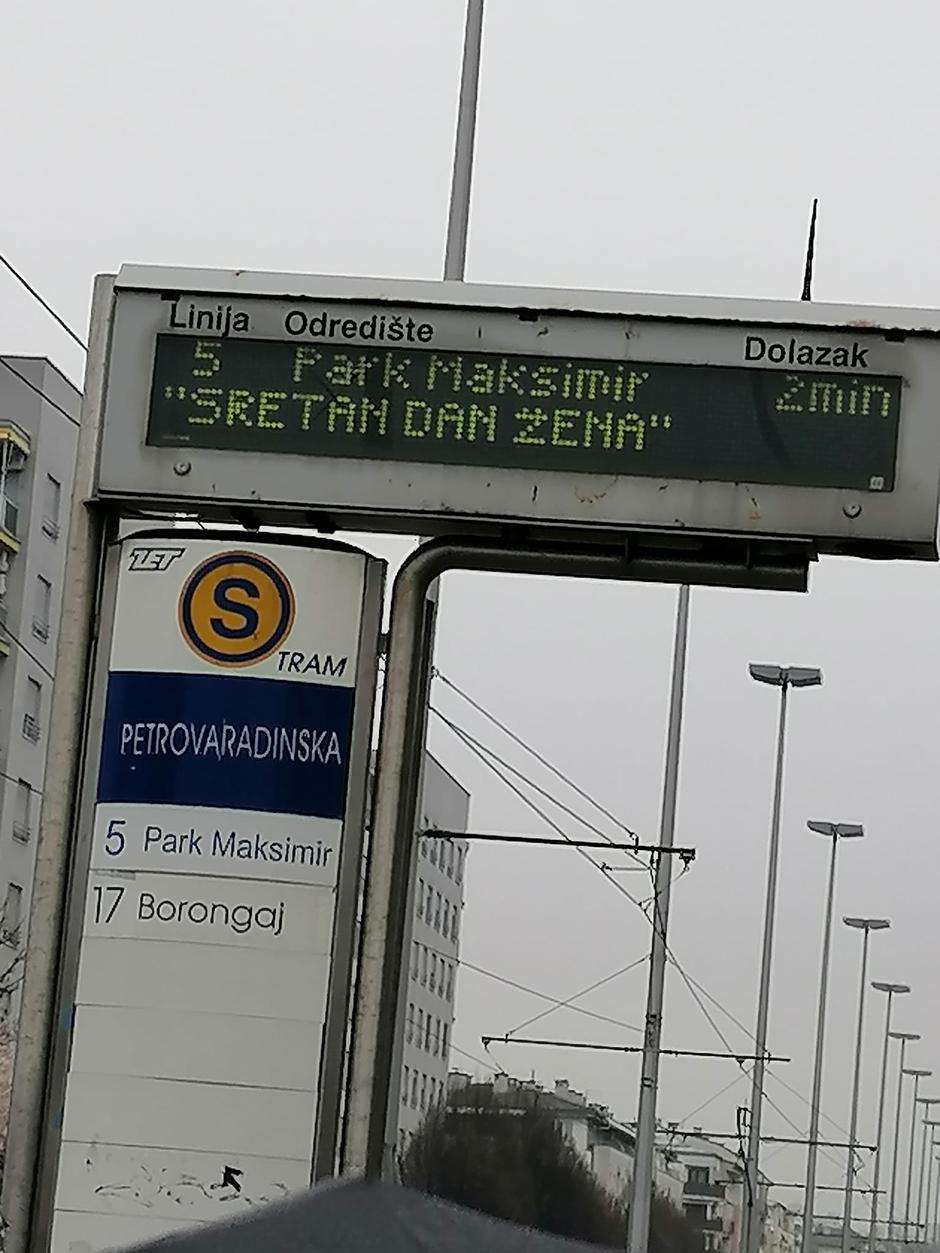 Linija Odredište Dolazak
5 Park Maksimir 2min
"SRETAN DAN ŽENA"
ZET
S
TRAM
PETROVARADINSKA
5 Park Maksimir
17 Borongaj